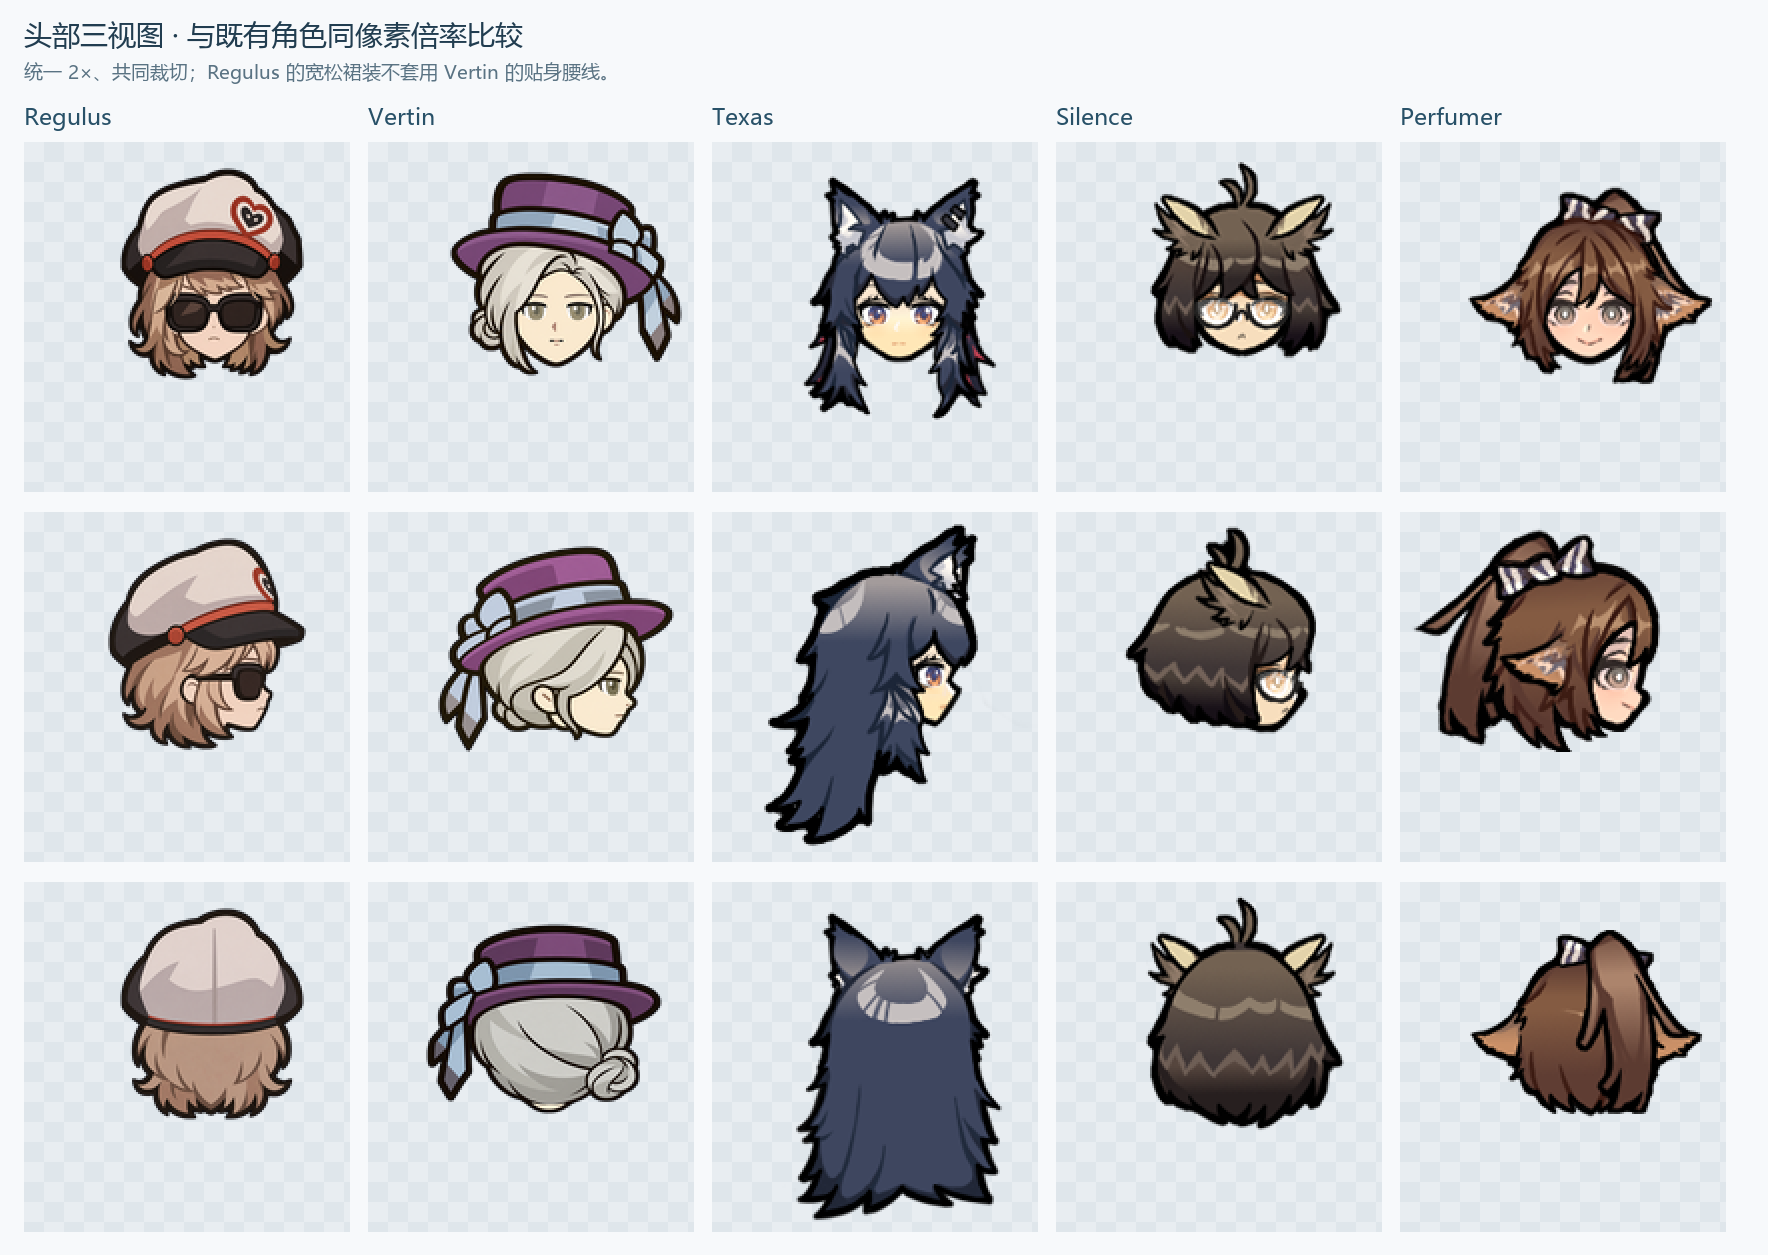 头部三视图 · 与既有角色同像素倍率比较
统一 2×、共同裁切；Regulus 的宽松裙装不套用 Vertin 的贴身腰线。
Regulus
Vertin
Texas
Silence
Perfumer